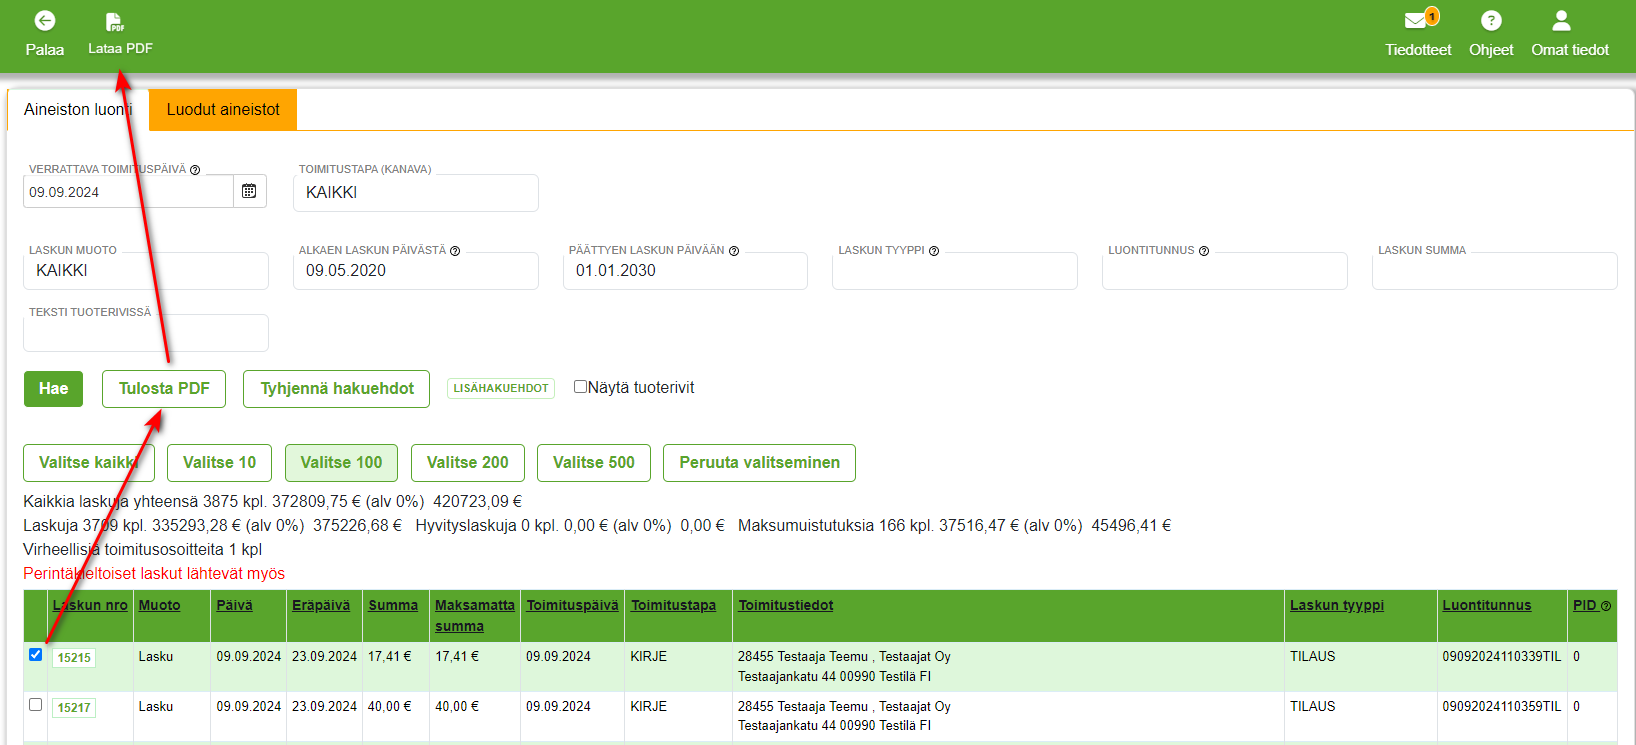 Palaa
PDF
Lataa PDF
1
Tiedotteet
?
Ohjeet
Omat tiedot
Aineiston luonti
Luodut aineistot
VERRATTAVA TOIMITUSPÄIVÄ ?
TOIMITUSTAPA (KANAVA)
09.09.2024
KAIKKI
LASKUN MUOTO
ALKAEN LASKUN PÄIVÄSTÄ ?
PÄÄTTYEN LASKUN PÄIVÄÄN ?
LASKUN TYYPPI ?
LUONTITUNNUS ?
LASKUN SUMMA
KAIKKI
09.05.2020
01.01.2030
TEKSTI TUOTERIVISSÄ
Hae
Tulosta PDF
Tyhjennä hakuehdot
LISÄHAKUEHDOT
Näytä tuoterivit
Valitse kaikki
Valitse 10
Valitse 100
Valitse 200
Valitse 500
Peruuta valitseminen
Kaikkia laskuja yhteensä 3875 kpl. 372809,75 € (alv 0%) 420723,09 €
Laskuja 3709 kpl. 335293,28 € (alv 0%) 375226,68 € Hyvityslaskuja 0 kpl. 0,00 € (alv 0%) 0,00 € Maksumuistutuksia 166 kpl. 37516,47 € (alv 0%) 45496,41 €
Virheellisiä toimitusosoitteita 1 kpl
Perintäkieltoiset laskut lähtevät myös
Laskun nro Muoto Päivä Eräpäivä Summa Maksamatta summa Toimituspäivä Toimitustapa Toimitustiedot Laskun tyyppi Luontitunnus PID ?
15215 Lasku 09.09.2024 23.09.2024 17,41 € 17,41 € 09.09.2024 KIRJE 28455 Testaaja Teemu , Testaajat Oy TILAUS 09092024110339TIL 0
Testaajankatu 44 00990 Testilä FI
15217 Lasku 09.09.2024 23.09.2024 40,00 € 40,00 € 09.09.2024 KIRJE 28455 Testaaja Teemu , Testaajat Oy TILAUS 09092024110359TIL 0
Testaajankatu 44 00990 Testilä FI